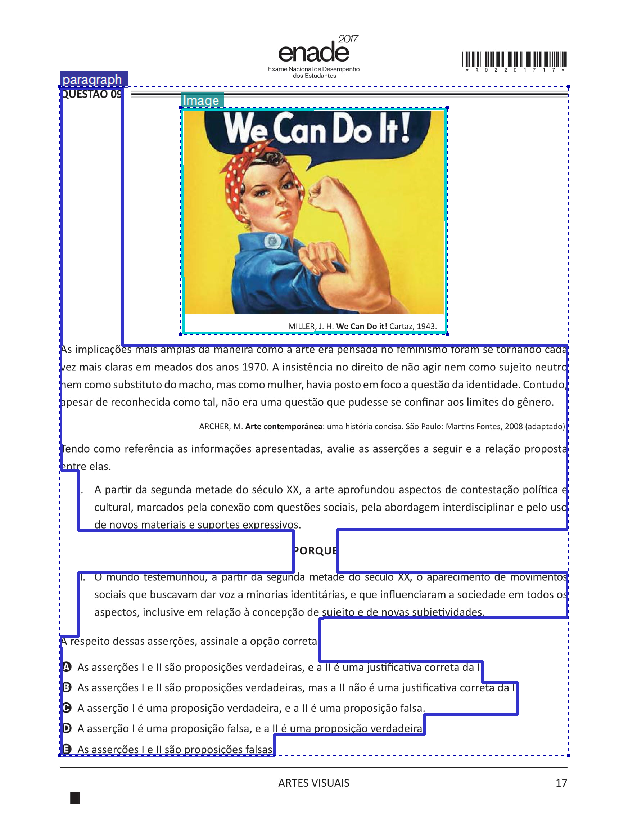 enade 2017
Exame Nacional de Desempenho
dos Estudantes
*R0220171 7*
paragraph
QUESTÃO 09
Image
We Can Do It!
MILLER, J. H. We Can Do it! Cartaz, 1943.
As implicações mais amplas da maneira como a arte era pensada no feminismo foram se tornando cada
vez mais claras em meados dos anos 1970. A insistência no direito de não agir nem como sujeito neutro
nem como substituto do macho, mas como mulher, havia posto em foco a questão da identidade. Contudo,
apesar de reconhecida como tal, não era uma questão que pudesse se confinar aos limites do gênero.
ARCHER, M. Arte contemporânea: uma história concisa. São Paulo: Martins Fontes, 2008 (adaptado).
Tendo como referência as informações apresentadas, avalie as asserções a seguir e a relação proposta
entre elas.
I. A partir da segunda metade do século XX, a arte aprofundou aspectos de contestação política e
cultural, marcados pela conexão com questões sociais, pela abordagem interdisciplinar e pelo uso
de novos materiais e suportes expressivos.
PORQUE
II. O mundo testemunhou, a partir da segunda metade do século XX, o aparecimento de movimentos
sociais que buscavam dar voz a minorias identitárias, e que influenciaram a sociedade em todos os
aspectos, inclusive em relação à concepção de sujeito e de novas subjetividades.
A respeito dessas asserções, assinale a opção correta.
A As asserções I e II são proposições verdadeiras, e a II é uma justificativa correta da I.
B As asserções I e II são proposições verdadeiras, mas a II não é uma justificativa correta da I.
C A asserção I é uma proposição verdadeira, e a II é uma proposição falsa.
D A asserção I é uma proposição falsa, e a II é uma proposição verdadeira.
E As asserções I e II são proposições falsas.
ARTES VISUAIS 17